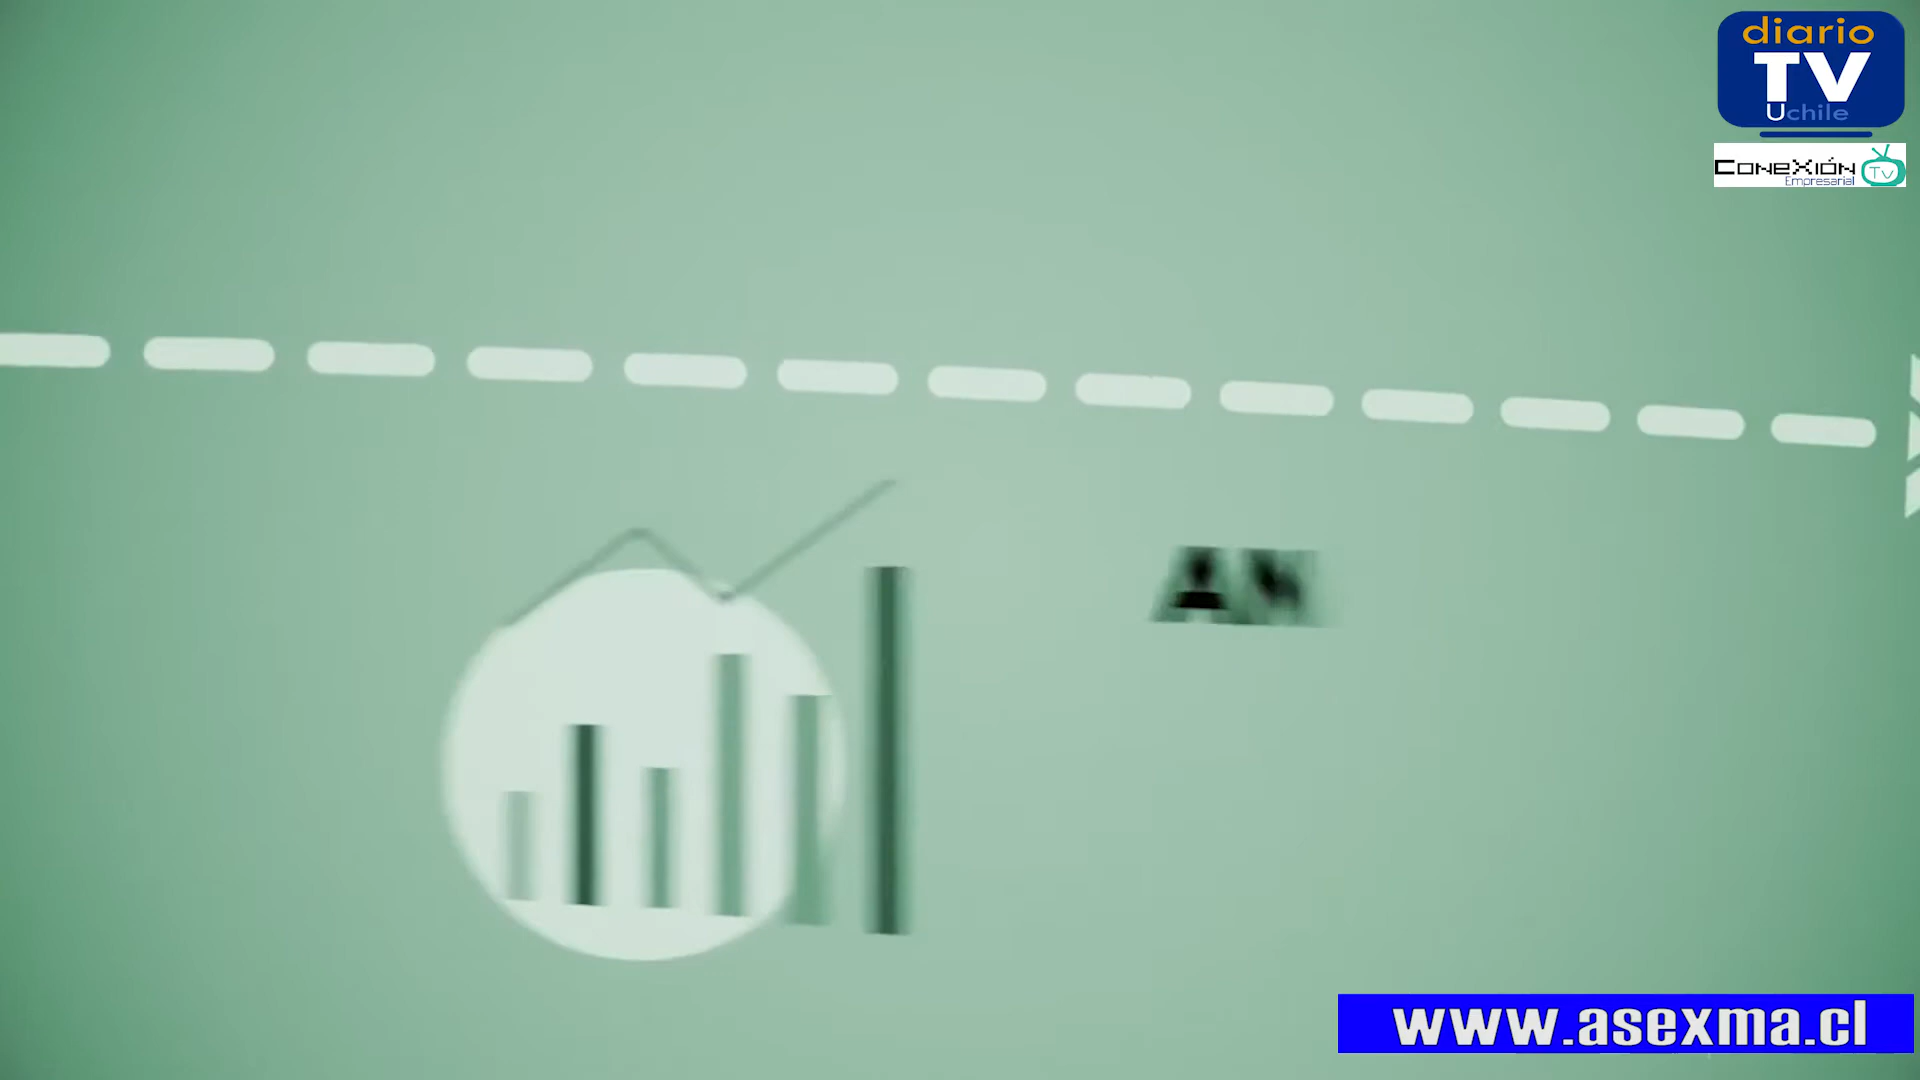 diario
TV
Uchile
Conexión
Empresarial
Tv
www.asexma.cl